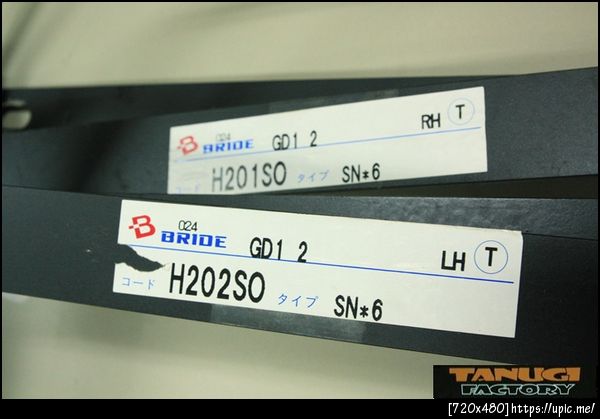 024
BRIDE GD1 2 RH T
コード H201SO タイプ SN*6
024
BRIDE GD1 2 LH T
コード H202SO タイプ SN*6
TANUGI
FACTORY
[720x480]https://upic.me/